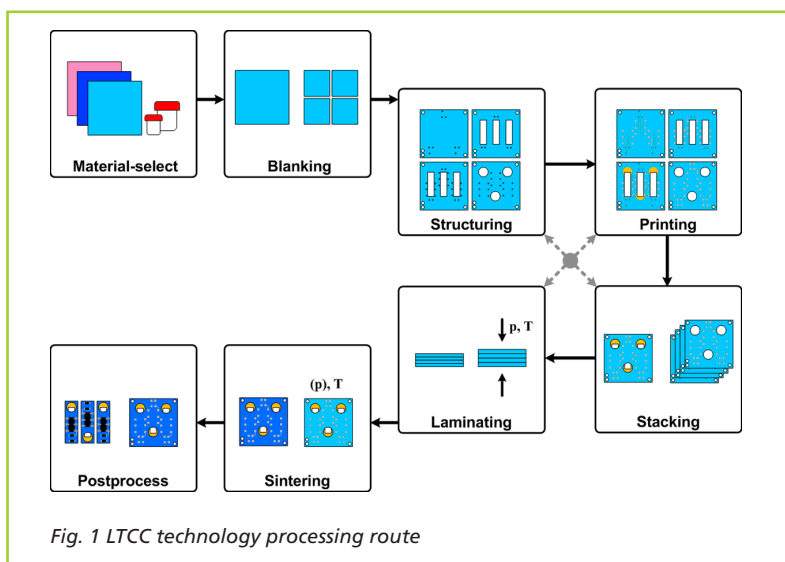 Material-select
Blanking
Structuring
Printing
p, T
(p), T
Postprocess
Sintering
Laminating
Stacking
Fig. 1 LTCC technology processing route